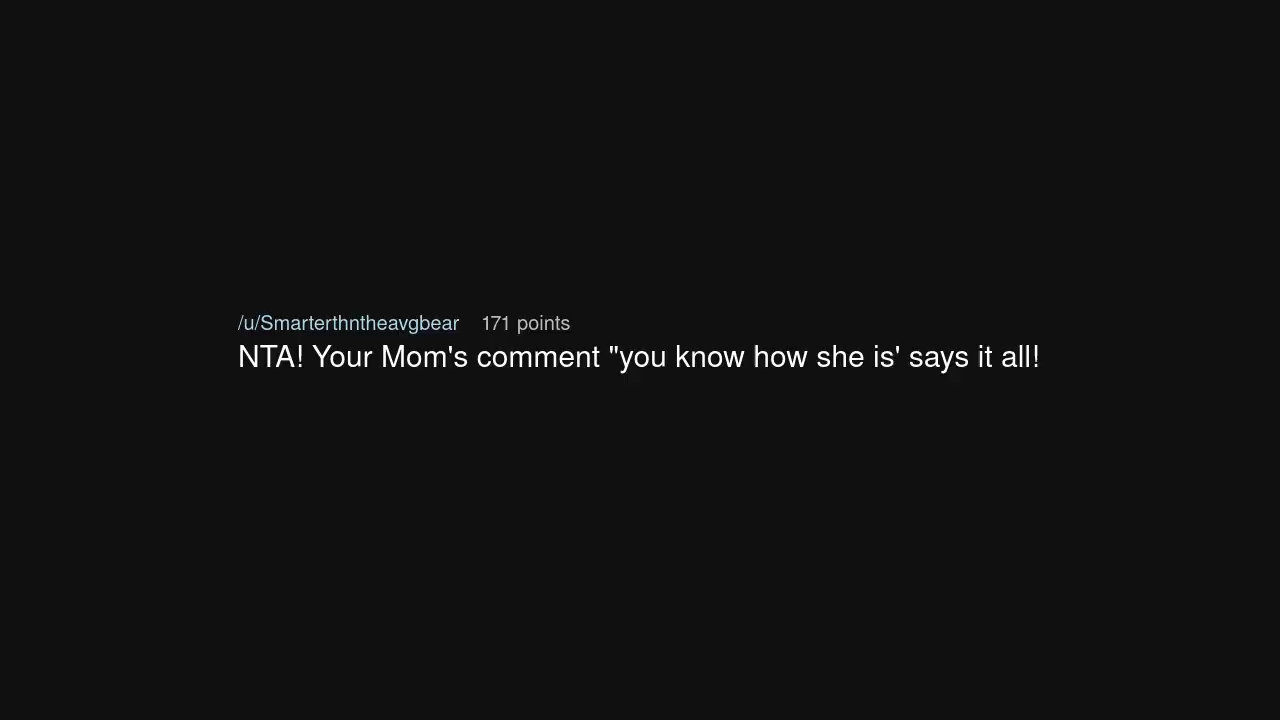 /u/Smarterthntheavgbear 171 points
NTA! Your Mom's comment "you know how she is' says it all!